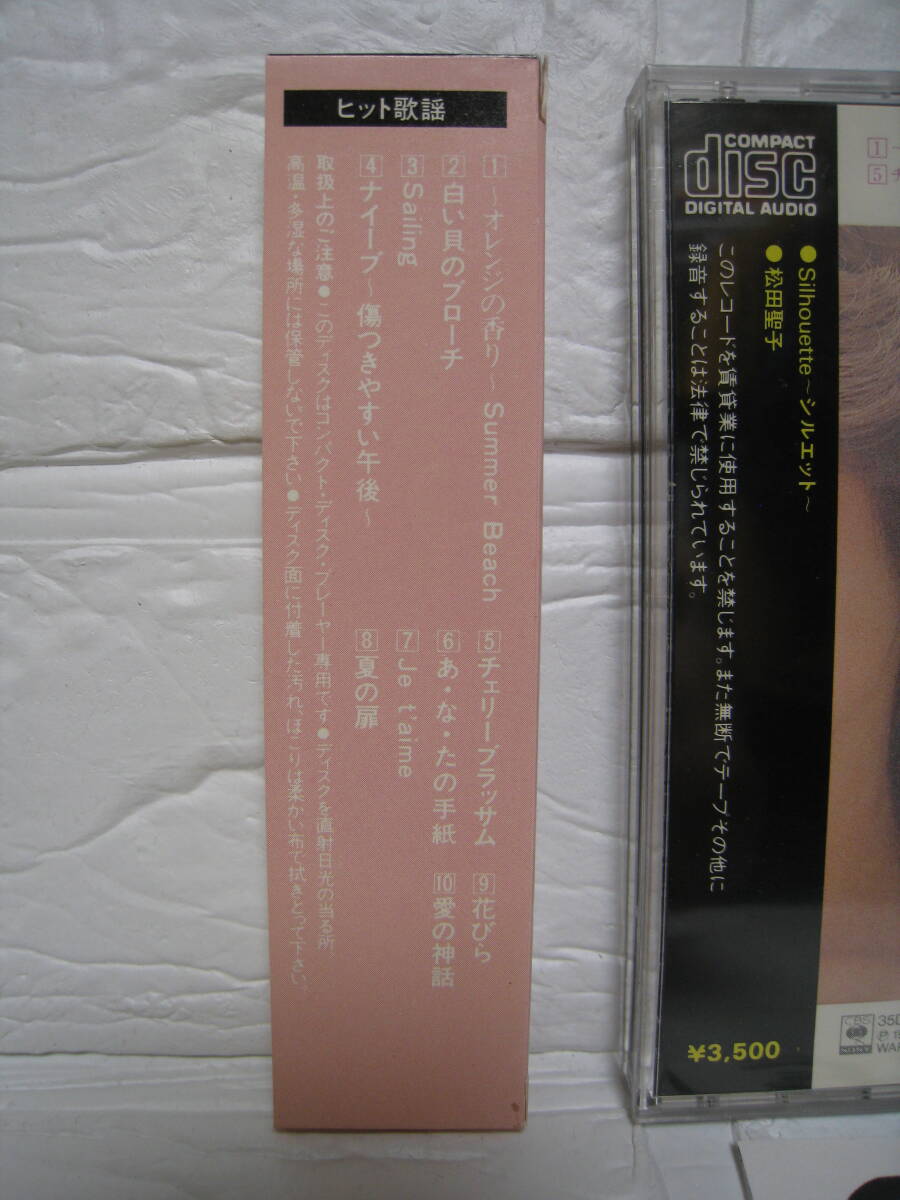 ヒット歌謡
1 〜オレンジの香り〜 Summer Beach
2 白い貝のブローチ
3 Sailing
4 ナイーブ〜傷つきやすい午後〜
5 チェリーブラッサム
6 あ・な・たの手紙
7 Je t'aime
8 夏の扉
9 花びら
10 愛の神話
取扱上のご注意●このディスクはコンパクト・ディスク・プレーヤー専用です●ディスクを直射日光の当る所、
高温・多湿な場所には保管しないで下さい●ディスク面に付着した汚れ、ほこりは柔かい布で拭きとって下さい。
COMPACT
disc
DIGITAL AUDIO
●Silhouette〜シルエット〜
●松田聖子
このレコードを賃貸業に使用することを禁じます。また無断でテープその他に
録音することは法律で禁じられています。
¥3,500
1
5
CBS
SONY
35D